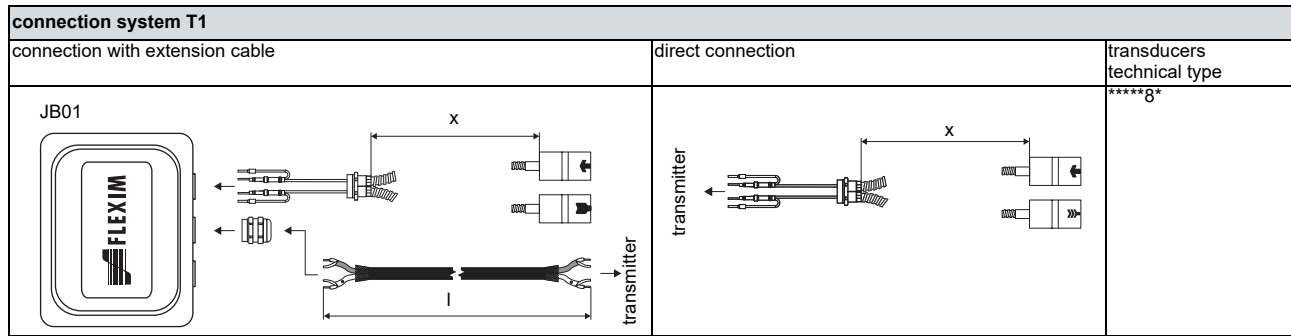 connection system T1
connection with extension cable
direct connection
transducers
technical type
JB01
x
FLEXIM
l
transmitter
transmitter
x
*****8*